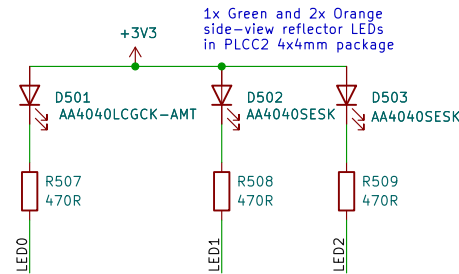 1x Green and 2x Orange
side-view reflector LEDs
in PLCC2 4x4mm package
+3V3
D501
AA4040LCGCK-AMT
D502
AA4040SESK
D503
AA4040SESK
R507
470R
R508
470R
R509
470R
LED0
LED1
LED2